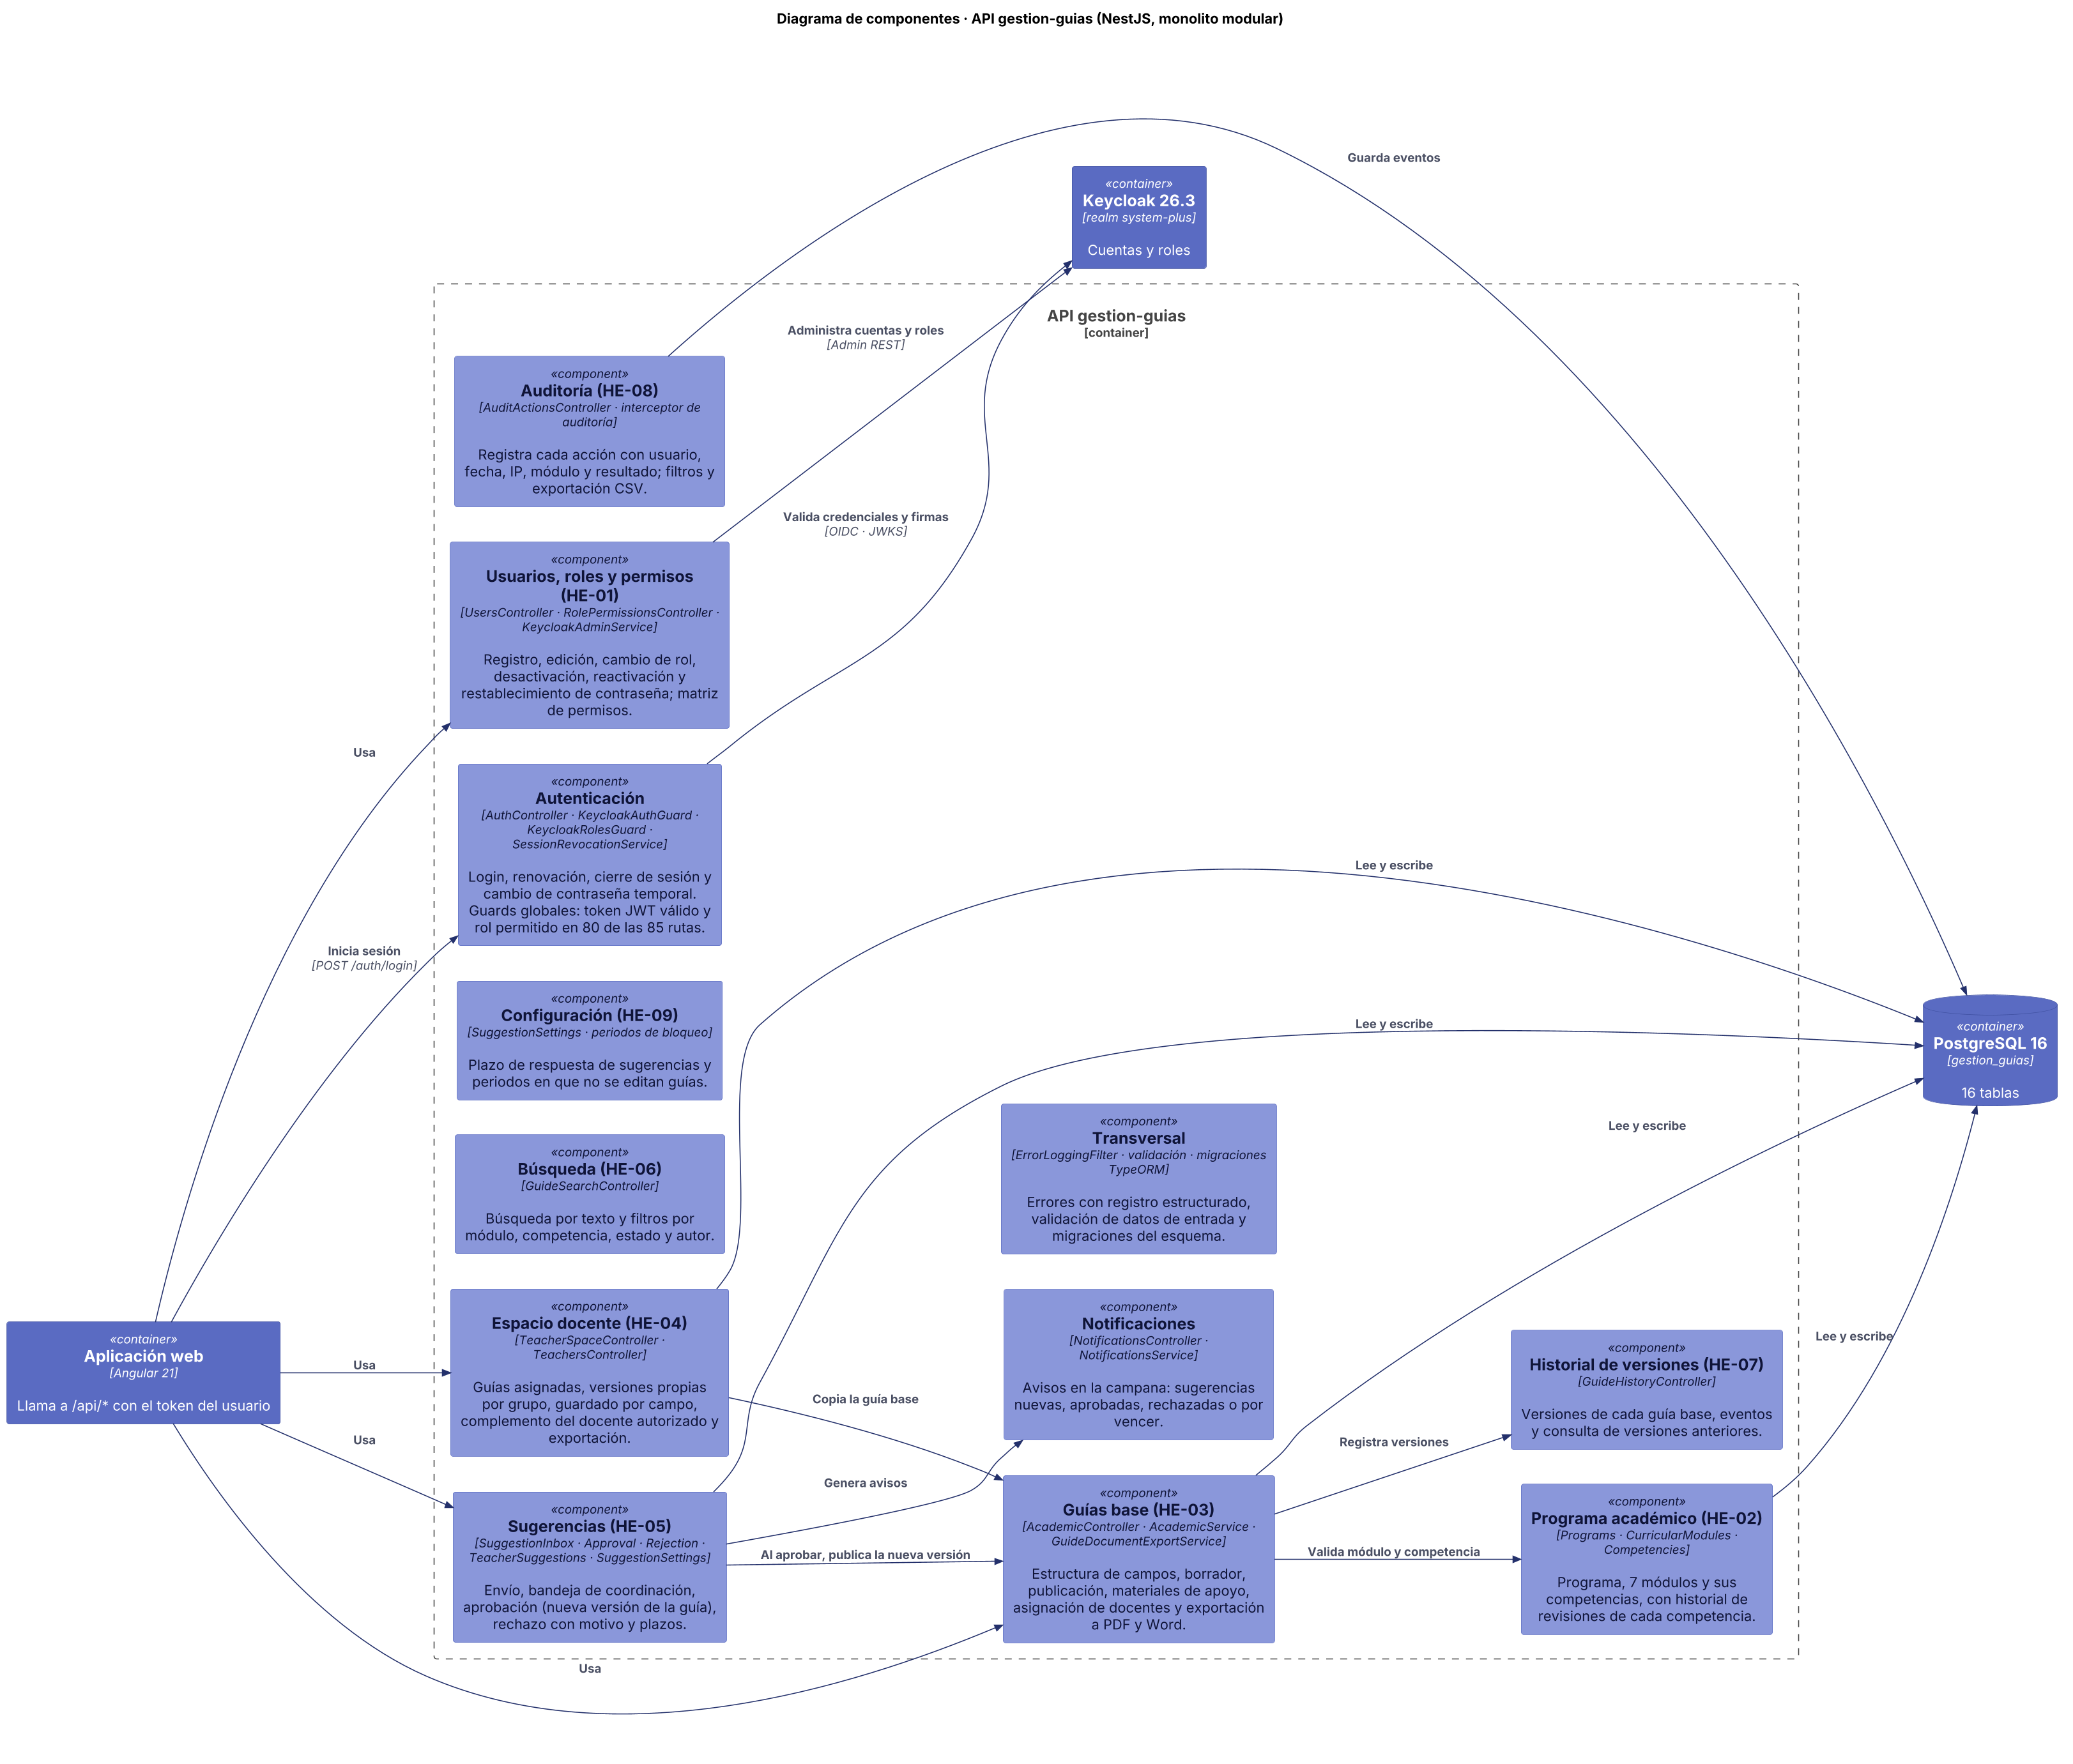 Diagrama de componentes · API gestion-guias (NestJS, monolito modular)
Guarda eventos
«container»
Keycloak 26.3
[realm system-plus]
Cuentas y roles
API gestion-guias
[container]
Administra cuentas y roles
[Admin REST]
«component»
Auditoría (HE-08)
[AuditActionsController · interceptor de
auditoría]
Registra cada acción con usuario,
fecha, IP, módulo y resultado; filtros y
exportación CSV.
Valida credenciales y firmas
[OIDC · JWKS]
«component»
Usuarios, roles y permisos
(HE-01)
[UsersController · RolePermissionsController ·
KeycloakAdminService]
Registro, edición, cambio de rol,
desactivación, reactivación y
restablecimiento de contraseña; matriz
de permisos.
Usa
«component»
Autenticación
[AuthController · KeycloakAuthGuard ·
KeycloakRolesGuard ·
SessionRevocationService]
Login, renovación, cierre de sesión y
cambio de contraseña temporal.
Guards globales: token JWT válido y
rol permitido en 80 de las 85 rutas.
Lee y escribe
Inicia sesión
[POST /auth/login]
«component»
Configuración (HE-09)
[SuggestionSettings · periodos de bloqueo]
Plazo de respuesta de sugerencias y
periodos en que no se editan guías.
Lee y escribe
«container»
PostgreSQL 16
[gestion_guias]
16 tablas
«component»
Transversal
[ErrorLoggingFilter · validación · migraciones
TypeORM]
Errores con registro estructurado,
validación de datos de entrada y
migraciones del esquema.
Lee y escribe
«component»
Búsqueda (HE-06)
[GuideSearchController]
Búsqueda por texto y filtros por
módulo, competencia, estado y autor.
«component»
Espacio docente (HE-04)
[TeacherSpaceController ·
TeachersController]
Guías asignadas, versiones propias
por grupo, guardado por campo,
complemento del docente autorizado y
exportación.
«component»
Notificaciones
[NotificationsController ·
NotificationsService]
Avisos en la campana: sugerencias
nuevas, aprobadas, rechazadas o por
vencer.
«component»
Historial de versiones (HE-07)
[GuideHistoryController]
Versiones de cada guía base, eventos
y consulta de versiones anteriores.
Lee y escribe
«container»
Aplicación web
[Angular 21]
Llama a /api/* con el token del usuario
Usa
Usa
Copia la guía base
Registra versiones
Genera avisos
«component»
Sugerencias (HE-05)
[SuggestionInbox · Approval · Rejection ·
TeacherSuggestions · SuggestionSettings]
Envío, bandeja de coordinación,
aprobación (nueva versión de la guía),
rechazo con motivo y plazos.
Al aprobar, publica la nueva versión
«component»
Guías base (HE-03)
[AcademicController · AcademicService ·
GuideDocumentExportService]
Estructura de campos, borrador,
publicación, materiales de apoyo,
asignación de docentes y exportación
a PDF y Word.
Valida módulo y competencia
«component»
Programa académico (HE-02)
[Programs · CurricularModules ·
Competencies]
Programa, 7 módulos y sus
competencias, con historial de
revisiones de cada competencia.
Usa